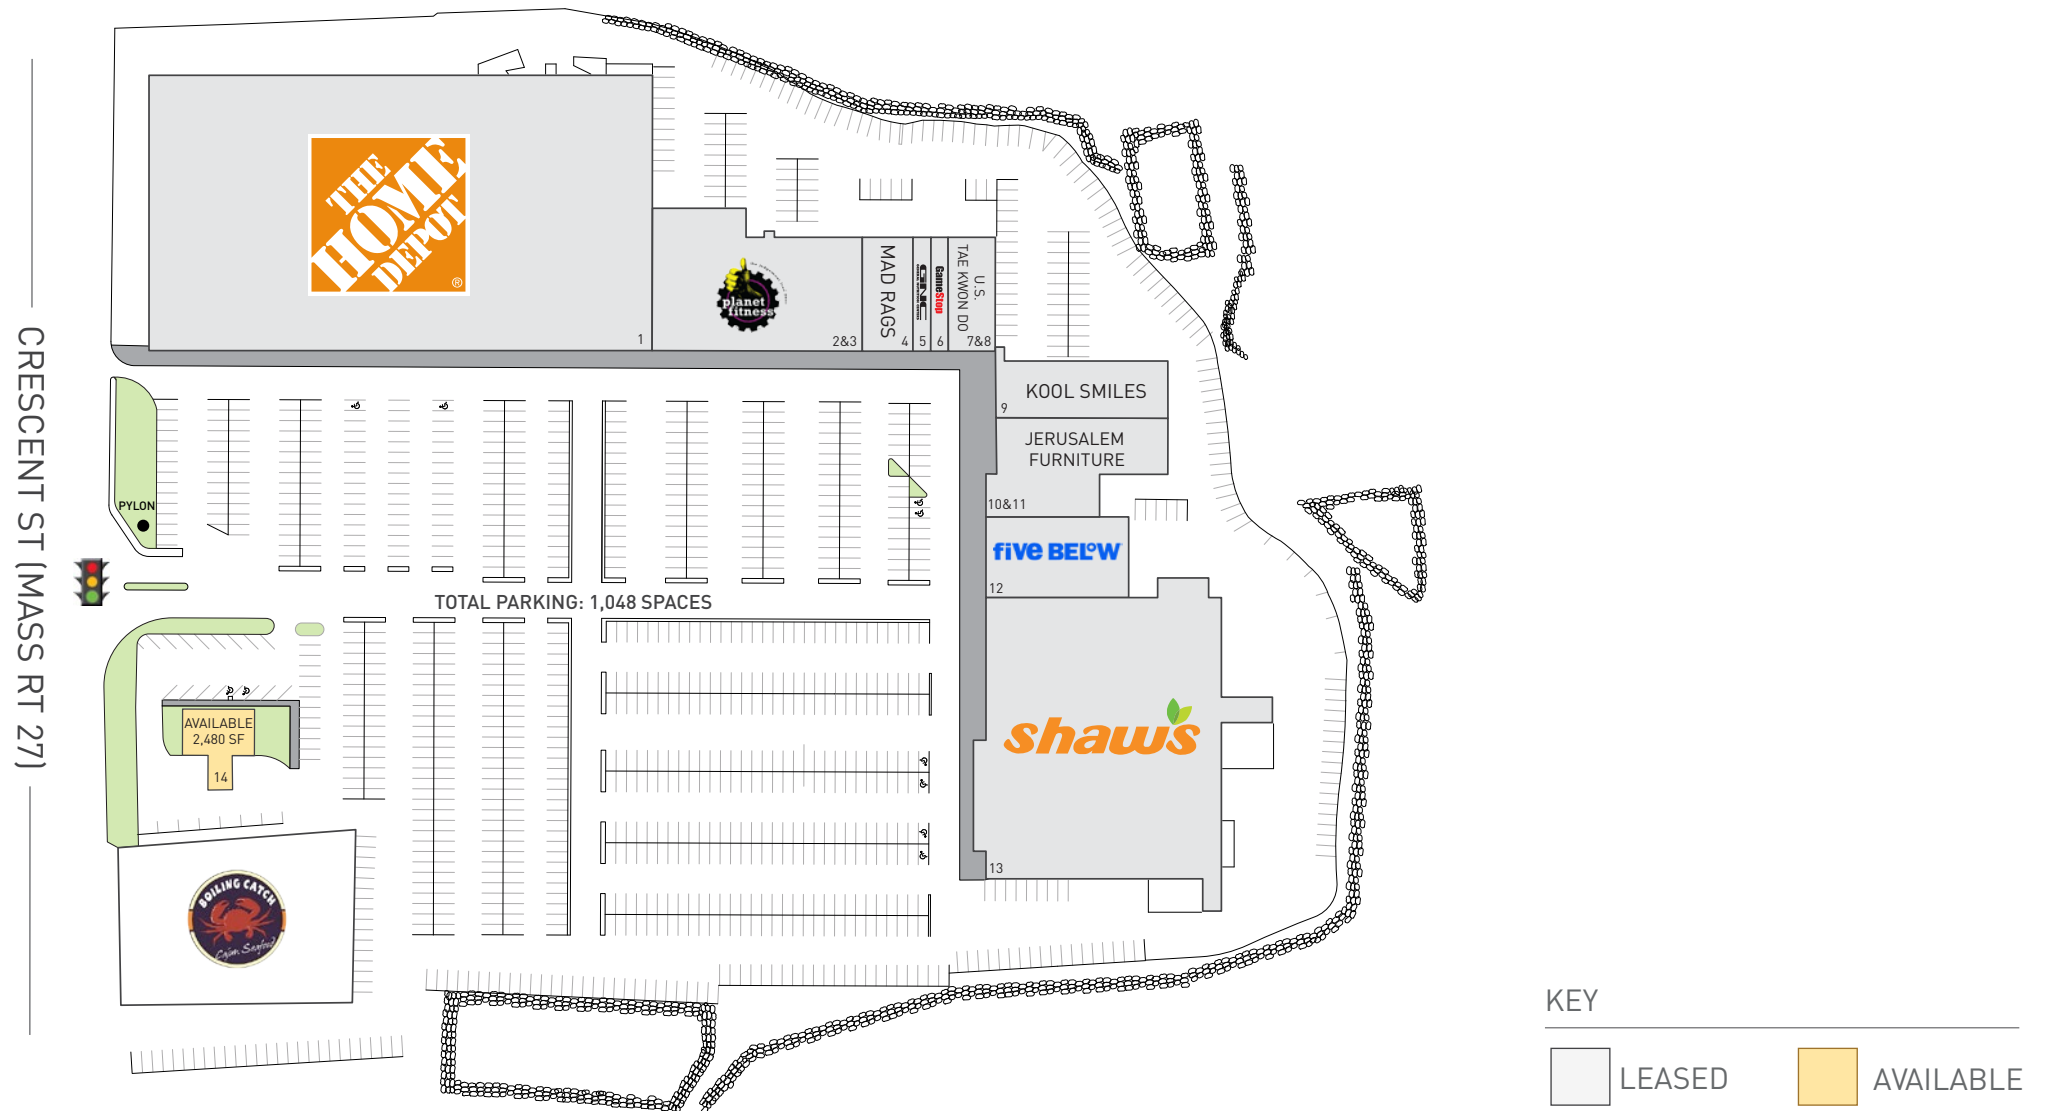 THE
HOME
DEPOT
®
1
planet
fitness
2&3
MAD RAGS
4
GNC
5
GameStop
6
U.S.
TAE KWON DO
7&8
KOOL SMILES
9
JERUSALEM
FURNITURE
10&11
five BELOW
12
shaws
13
CRESCENT ST (MASS RT 27)
PYLON
TOTAL PARKING: 1,048 SPACES
AVAILABLE
2,480 SF
14
BOILING CATCH
Cajun Seafood
KEY
LEASED
AVAILABLE